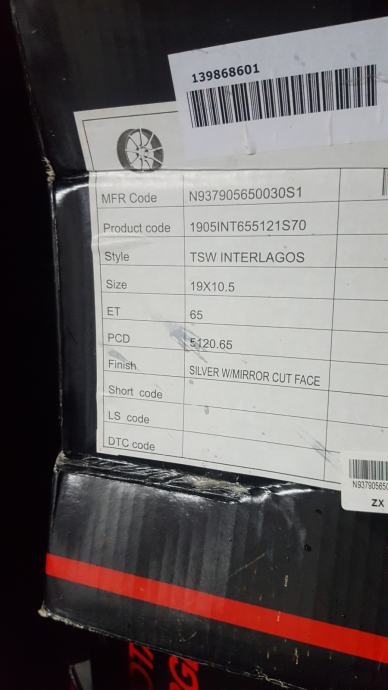 139868601
MFR Code N937905650030S1
Product code 1905INT655121S70
Style TSW INTERLAGOS
Size 19X10.5
ET 65
PCD 5120.65
Finish SILVER W/MIRROR CUT FACE
Short code
LS code
DTC code
N93790565
ZX